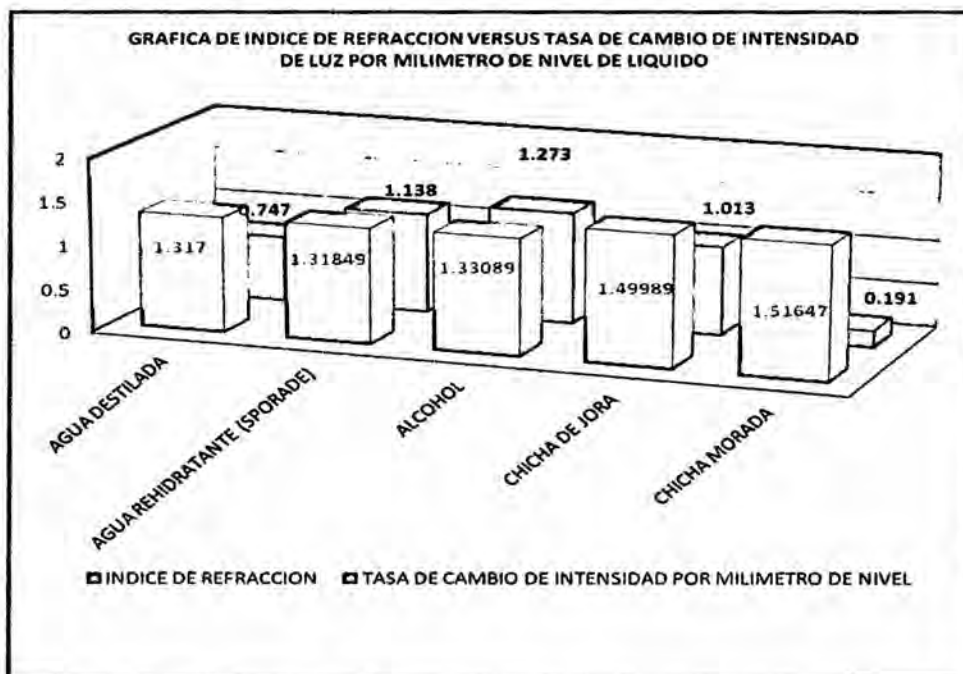 GRAFICA DE INDICE DE REFRACCION VERSUS TASA DE CAMBIO DE INTENSIDAD
DE LUZ POR MILIMETRO DE NIVEL DE LIQUIDO
2
1.5
1
0.5
0
0.747
1.138
1.273
1.013
0.191
1.317
1.31849
1.33089
1.49989
1.51647
AGUA DESTILADA
AGUA REHIDRATANTE (SPORADE)
ALCOHOL
CHICHA DE JORA
CHICHA MORADA
INDICE DE REFRACCION
TASA DE CAMBIO DE INTENSIDAD POR MILIMETRO DE NIVEL